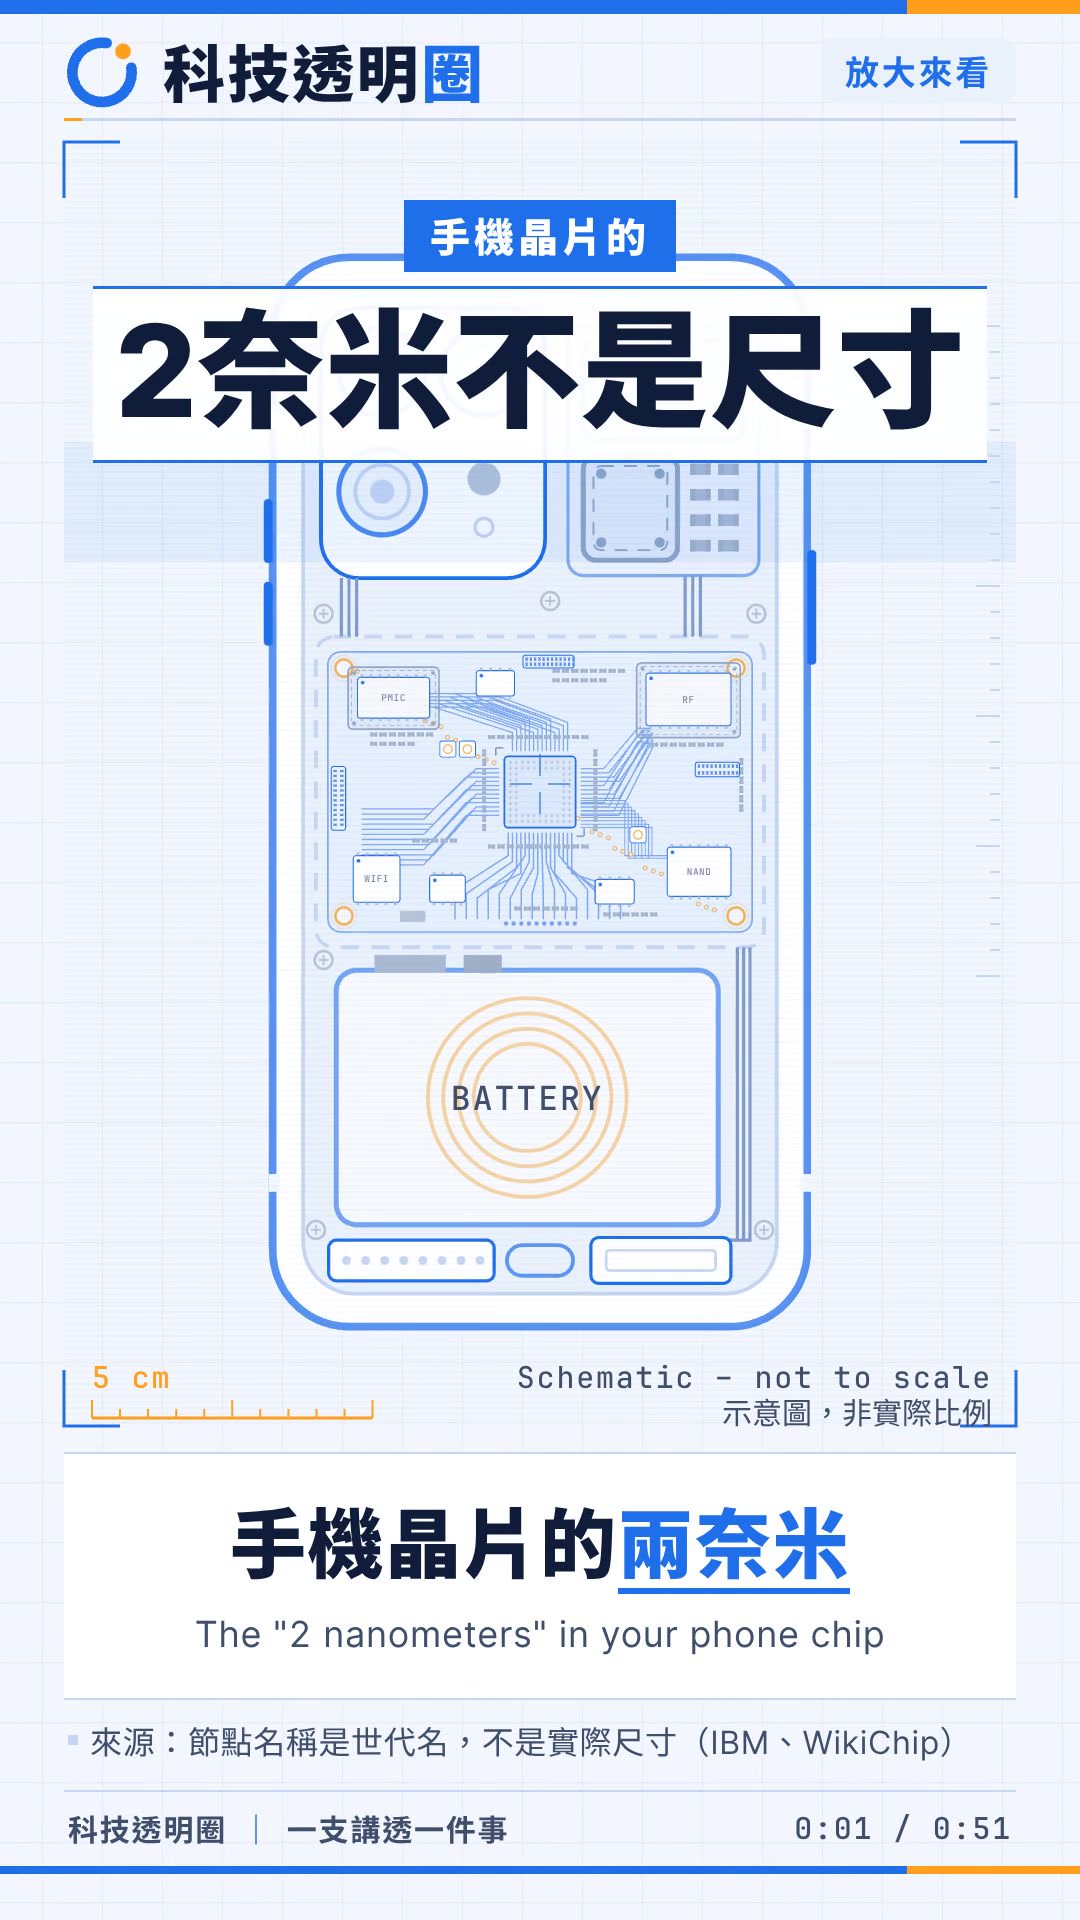 科技透明圈
放大來看
手機晶片的
2奈米不是尺寸
PMIC
RF
WIFI
NAND
BATTERY
5 cm
Schematic – not to scale
示意圖，非實際比例
手機晶片的兩奈米
The "2 nanometers" in your phone chip
來源：節點名稱是世代名，不是實際尺寸（IBM、WikiChip）
科技透明圈 ｜ 一支講透一件事
0:01 / 0:51